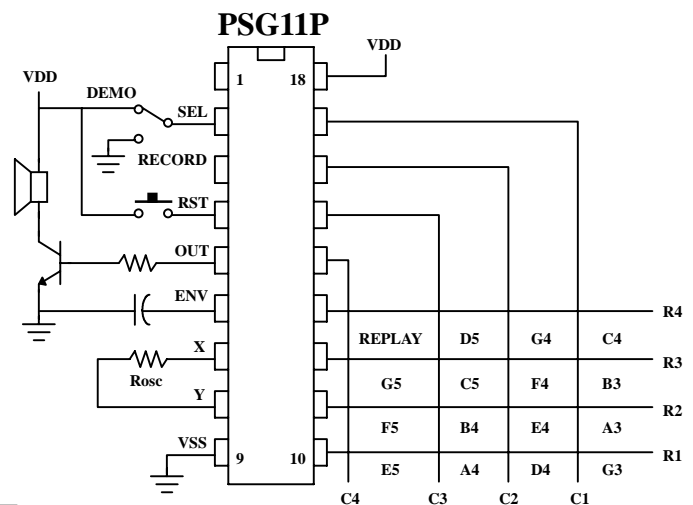 PSG11P
VDD
VDD
1 18
DEMO
SEL
RECORD
RST
OUT
ENV
R4
REPLAY D5 G4 C4
X
R3
Rosc
G5 C5 F4 B3
Y
R2
F5 B4 E4 A3
VSS
9 10
R1
E5 A4 D4 G3
C4 C3 C2 C1